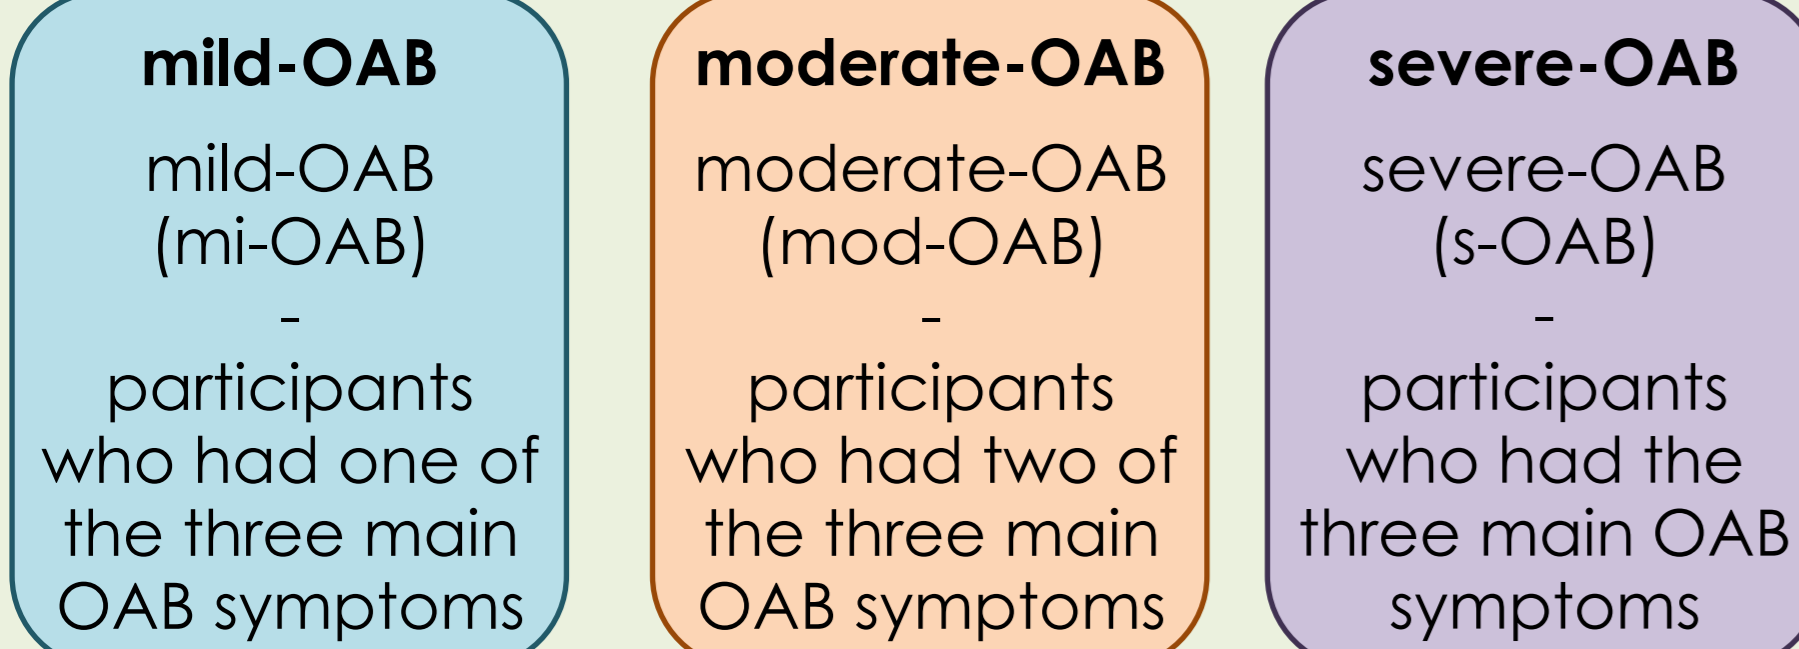 mild-OAB
mild-OAB
(mi-OAB)
-
participants
who had one of
the three main
OAB symptoms
moderate-OAB
moderate-OAB
(mod-OAB)
-
participants
who had two of
the three main
OAB symptoms
severe-OAB
severe-OAB
(s-OAB)
-
participants
who had the
three main OAB
symptoms